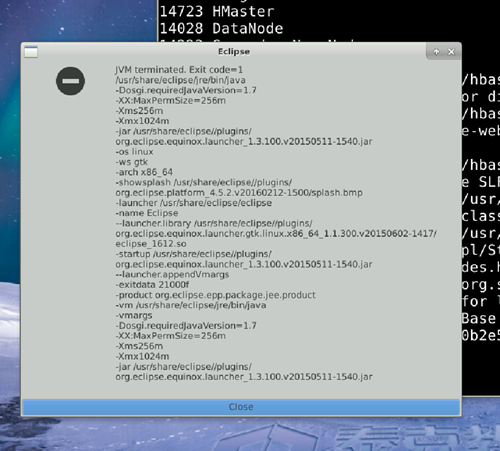 14723 HMaster
14028 DataNode
Eclipse
JVM terminated. Exit code=1
/usr/share/eclipse/jre/bin/java
-Dosgi.requiredJavaVersion=1.7
-XX:MaxPermSize=256m
-Xms256m
-Xmx1024m
-jar /usr/share/eclipse//plugins/
org.eclipse.equinox.launcher_1.3.100.v20150511-1540.jar
-os linux
-ws gtk
-arch x86_64
-showsplash /usr/share/eclipse//plugins/
org.eclipse.platform_4.5.2.v20160212-1500/splash.bmp
-launcher /usr/share/eclipse/eclipse
-name Eclipse
--launcher.library /usr/share/eclipse//plugins/
org.eclipse.equinox.launcher.gtk.linux.x86_64_1.1.300.v20150602-1417/
eclipse_1612.so
-startup /usr/share/eclipse//plugins/
org.eclipse.equinox.launcher_1.3.100.v20150511-1540.jar
--launcher.appendVmargs
-exitdata 21000f
-product org.eclipse.epp.package.jee.product
-vm /usr/share/eclipse/jre/bin/java
-vmargs
-Dosgi.requiredJavaVersion=1.7
-XX:MaxPermSize=256m
-Xms256m
-Xmx1024m
-jar /usr/share/eclipse//plugins/
org.eclipse.equinox.launcher_1.3.100.v20150511-1540.jar
Close
/hbas
or di
e-web
/hbas
e SLF
/usr/
class
/usr/
pl/St
des.h
org.s
for l
Base
0b2e5